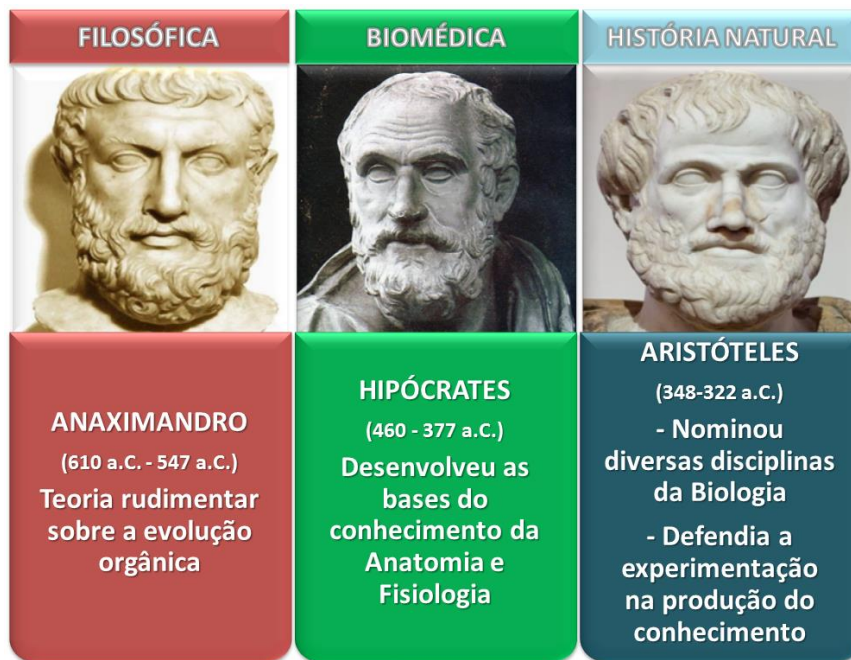 FILOSÓFICA
BIOMÉDICA
HISTÓRIA NATURAL
ANAXIMANDRO
(610 a.C. - 547 a.C.)
Teoria rudimentar
sobre a evolução
orgânica
HIPÓCRATES
(460 - 377 a.C.)
Desenvolveu as
bases do
conhecimento da
Anatomia e
Fisiologia
ARISTÓTELES
(348-322 a.C.)
- Nominou
diversas disciplinas
da Biologia
- Defendia a
experimentação
na produção do
conhecimento